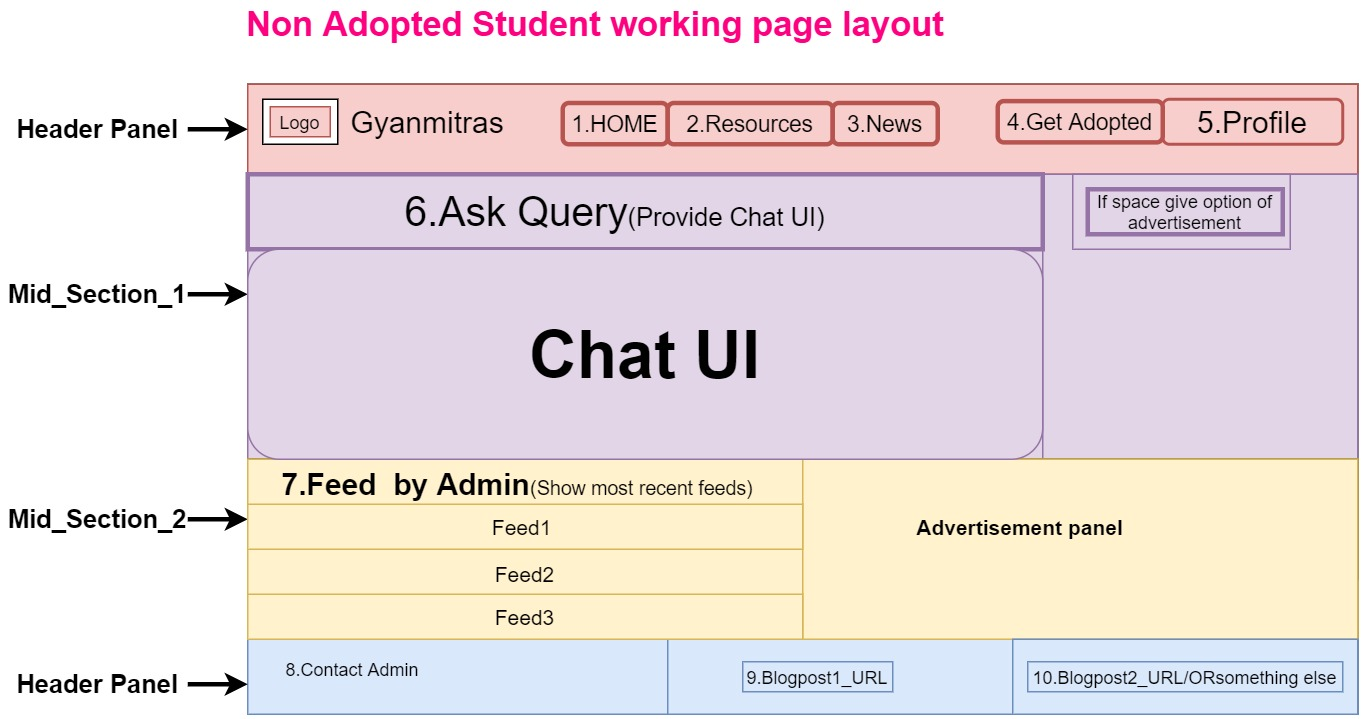 Non Adopted Student working page layout
Header Panel
Logo
Gyanmitras
1.HOME
2.Resources
3.News
4.Get Adopted
5.Profile
6.Ask Query(Provide Chat UI)
If space give option of
advertisement
Mid_Section_1
Chat UI
7.Feed by Admin(Show most recent feeds)
Mid_Section_2
Feed1
Advertisement panel
Feed2
Feed3
Header Panel
8.Contact Admin
9.Blogpost1_URL
10.Blogpost2_URL/ORsomething else